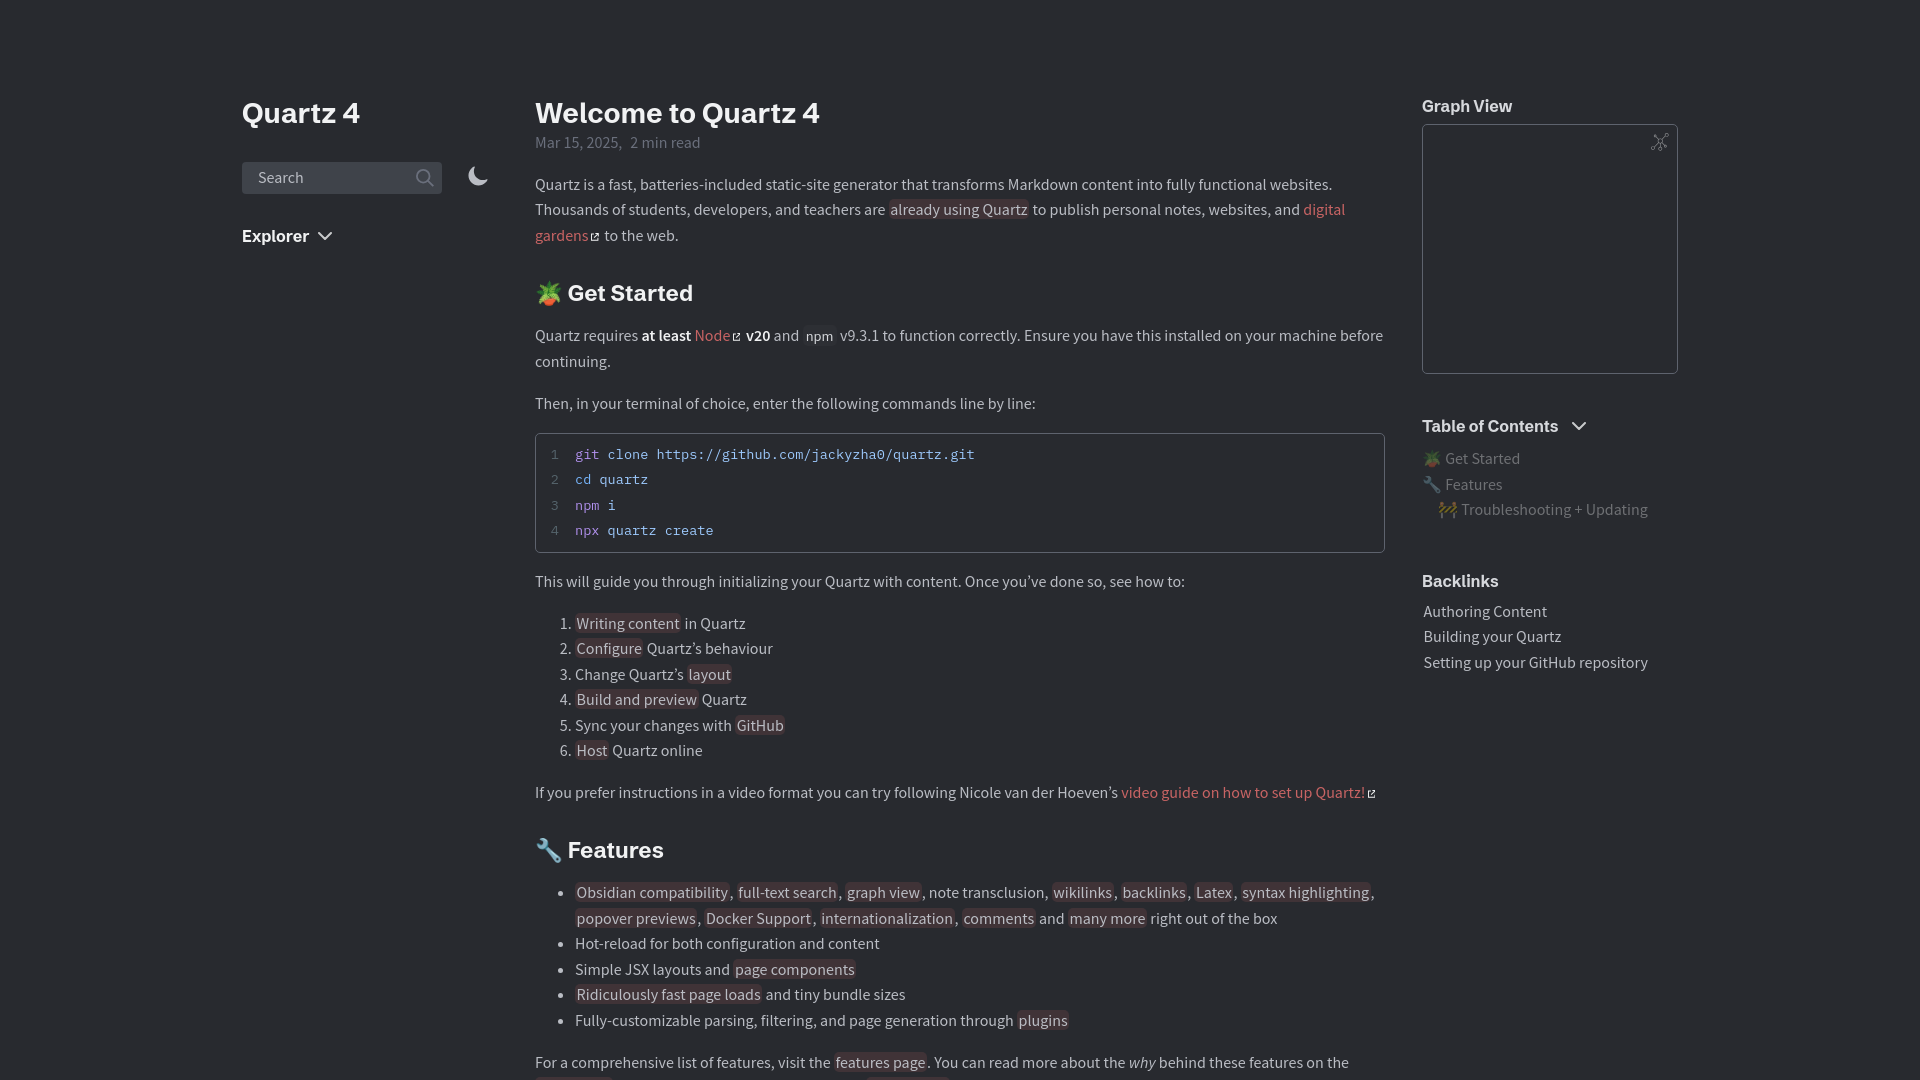 Quartz 4
Search
Explorer
Welcome to Quartz 4
Mar 15, 2025, 2 min read
Quartz is a fast, batteries-included static-site generator that transforms Markdown content into fully functional websites.
Thousands of students, developers, and teachers are already using Quartz to publish personal notes, websites, and digital
gardens to the web.
🪴 Get Started
Quartz requires at least Node v20 and npm v9.3.1 to function correctly. Ensure you have this installed on your machine before
continuing.
Then, in your terminal of choice, enter the following commands line by line:
1 git clone https://github.com/jackyzha0/quartz.git
2 cd quartz
3 npm i
4 npx quartz create
This will guide you through initializing your Quartz with content. Once you’ve done so, see how to:
1. Writing content in Quartz
2. Configure Quartz’s behaviour
3. Change Quartz’s layout
4. Build and preview Quartz
5. Sync your changes with GitHub
6. Host Quartz online
If you prefer instructions in a video format you can try following Nicole van der Hoeven’s video guide on how to set up Quartz!
🔧 Features
• Obsidian compatibility, full-text search, graph view, note transclusion, wikilinks, backlinks, Latex, syntax highlighting,
popover previews, Docker Support, internationalization, comments and many more right out of the box
• Hot-reload for both configuration and content
• Simple JSX layouts and page components
• Ridiculously fast page loads and tiny bundle sizes
• Fully-customizable parsing, filtering, and page generation through plugins
For a comprehensive list of features, visit the features page. You can read more about the why behind these features on the
Graph View
Table of Contents
🪴 Get Started
🔧 Features
🚧 Troubleshooting + Updating
Backlinks
Authoring Content
Building your Quartz
Setting up your GitHub repository